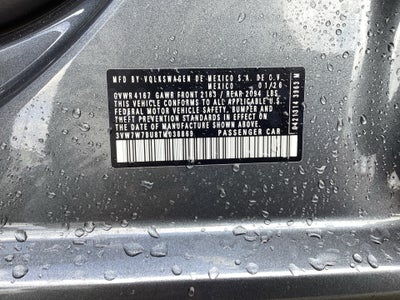 MFD BY VOLKSWAGEN DE MEXICO S.A. DE C.V.
MEXICO 01/26
GVWR 4167 GAWR FRONT 2183 / REAR 2094 LBS.
THIS VEHICLE CONFORMS TO ALL APPLICABLE U.S.
FEDERAL MOTOR VEHICLE SAFETY, BUMPER AND
THEFT PREVENTION STANDARDS IN EFFECT ON THE
DATE OF MANUFACTURE SHOWN ABOVE.
PASSENGER CAR